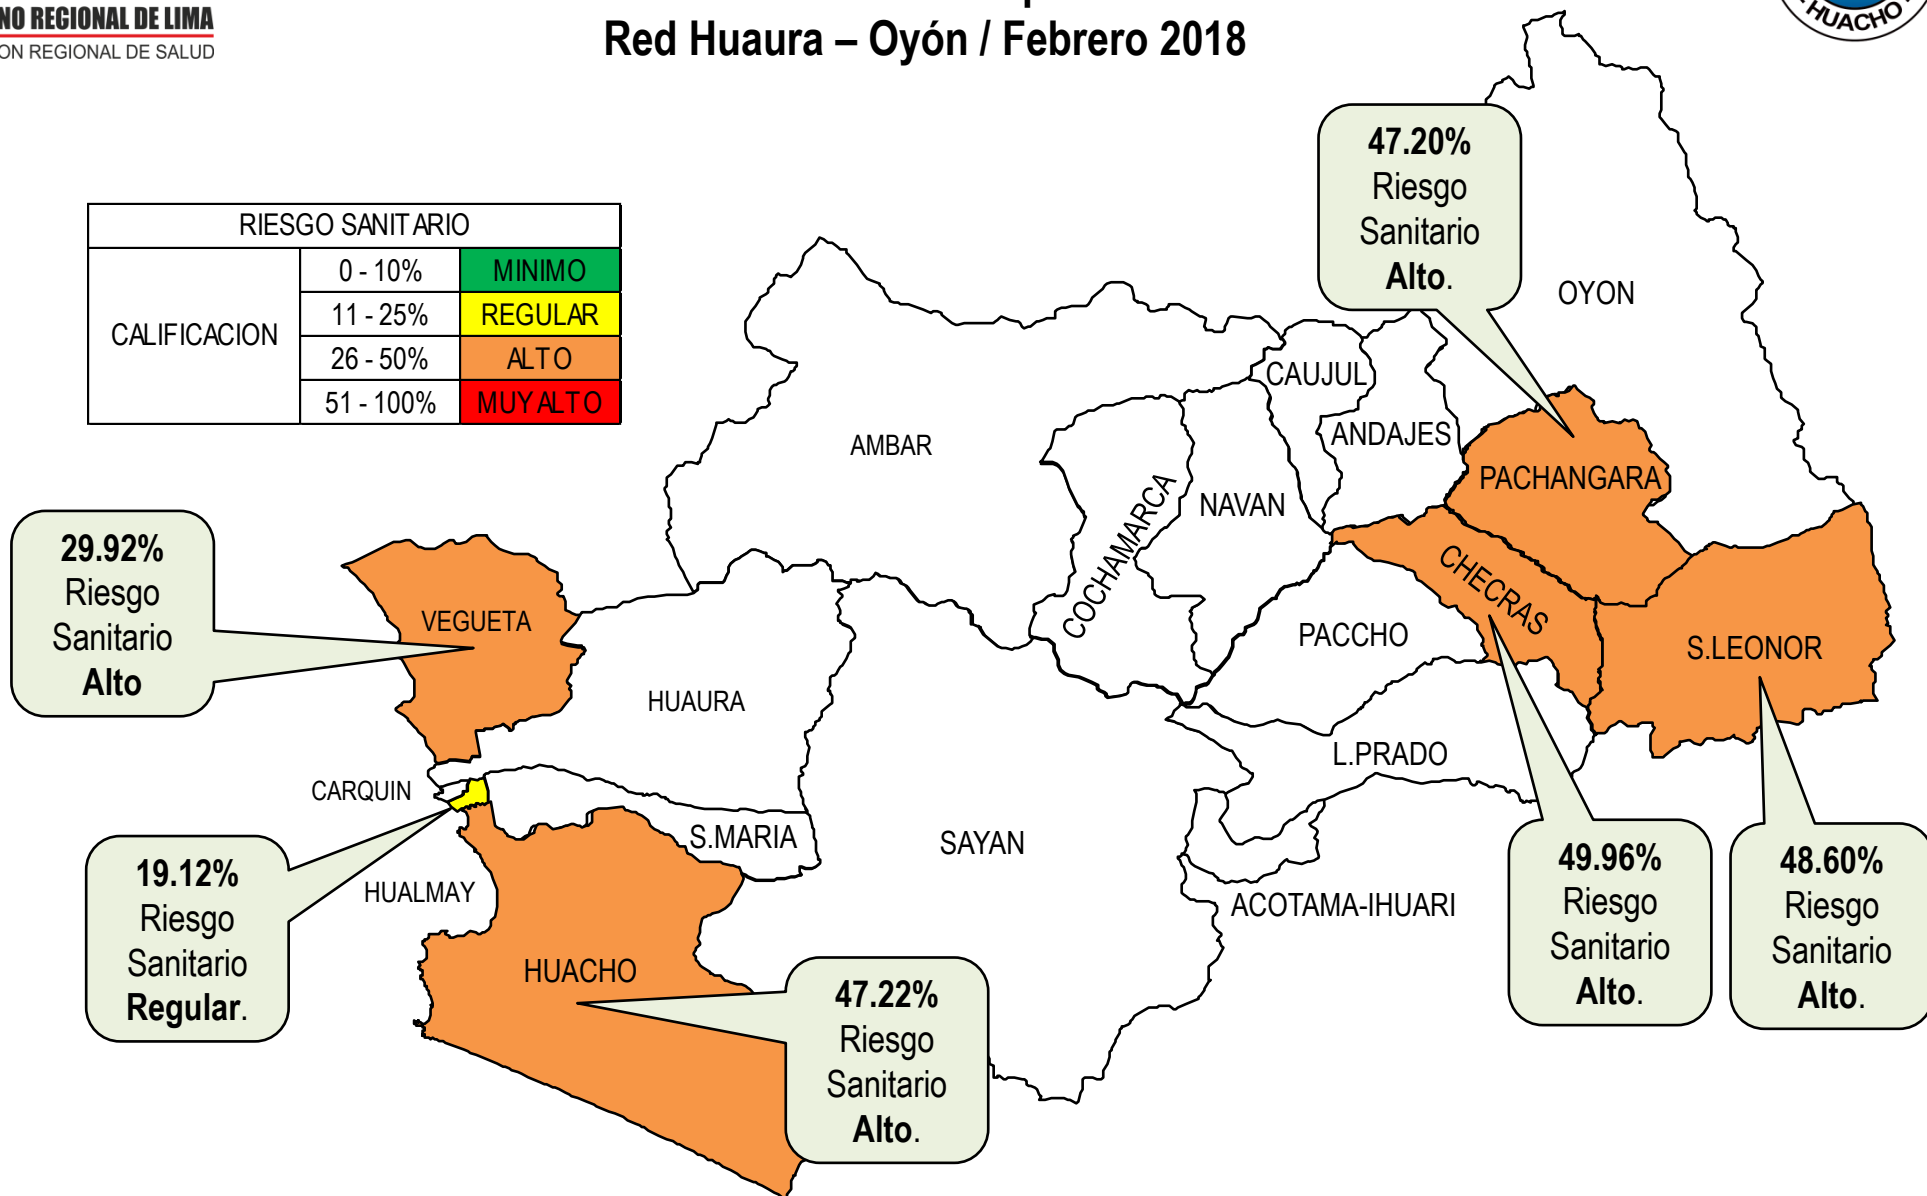 NO REGIONAL DE LIMA
ON REGIONAL DE SALUD
Red Huaura – Oyón / Febrero 2018
HUACHO
RIESGO SANITARIO
CALIFICACION
0 - 10% MINIMO
11 - 25% REGULAR
26 - 50% ALTO
51 - 100% MUY ALTO
47.20%
Riesgo
Sanitario
Alto.
OYON
CAUJUL
ANDAJES
AMBAR
PACHANGARA
COCHAMARCA
NAVAN
CHECRAS
29.92%
Riesgo
Sanitario
Alto
VEGUETA
PACCHO
S.LEONOR
HUAURA
L.PRADO
CARQUIN
S.MARIA
SAYAN
19.12%
Riesgo
Sanitario
Regular.
HUALMAY
ACOTAMA-IHUARI
49.96%
Riesgo
Sanitario
Alto.
48.60%
Riesgo
Sanitario
Alto.
HUACHO
47.22%
Riesgo
Sanitario
Alto.